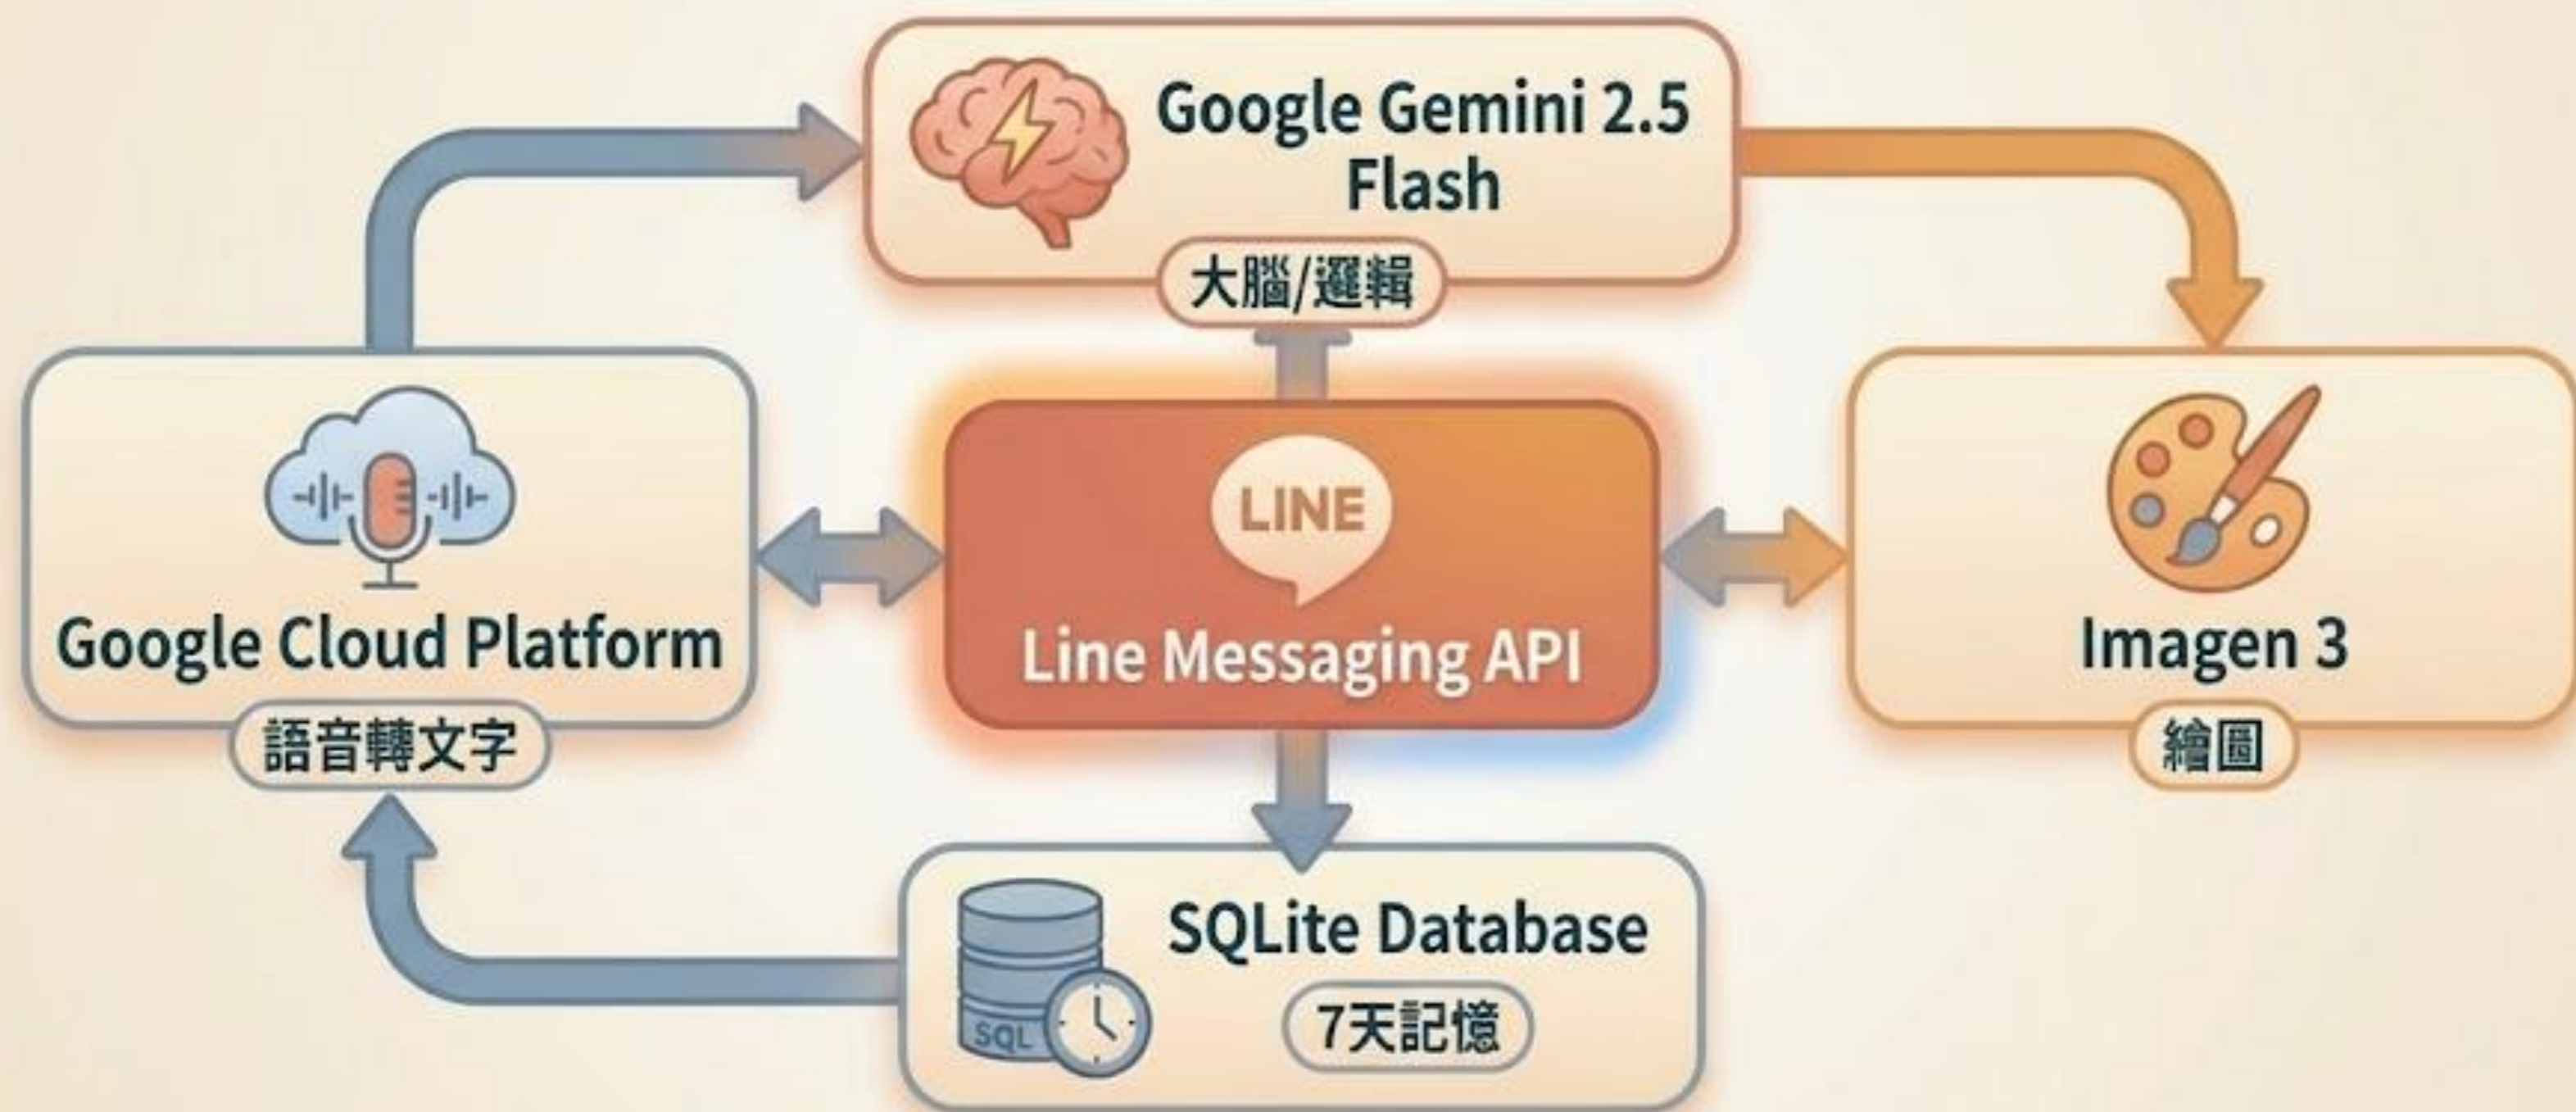 Google Gemini 2.5
Flash
大腦/邏輯
Google Cloud Platform
語音轉文字
LINE
Line Messaging API
Imagen 3
繪圖
SQL
SQLite Database
7天記憶